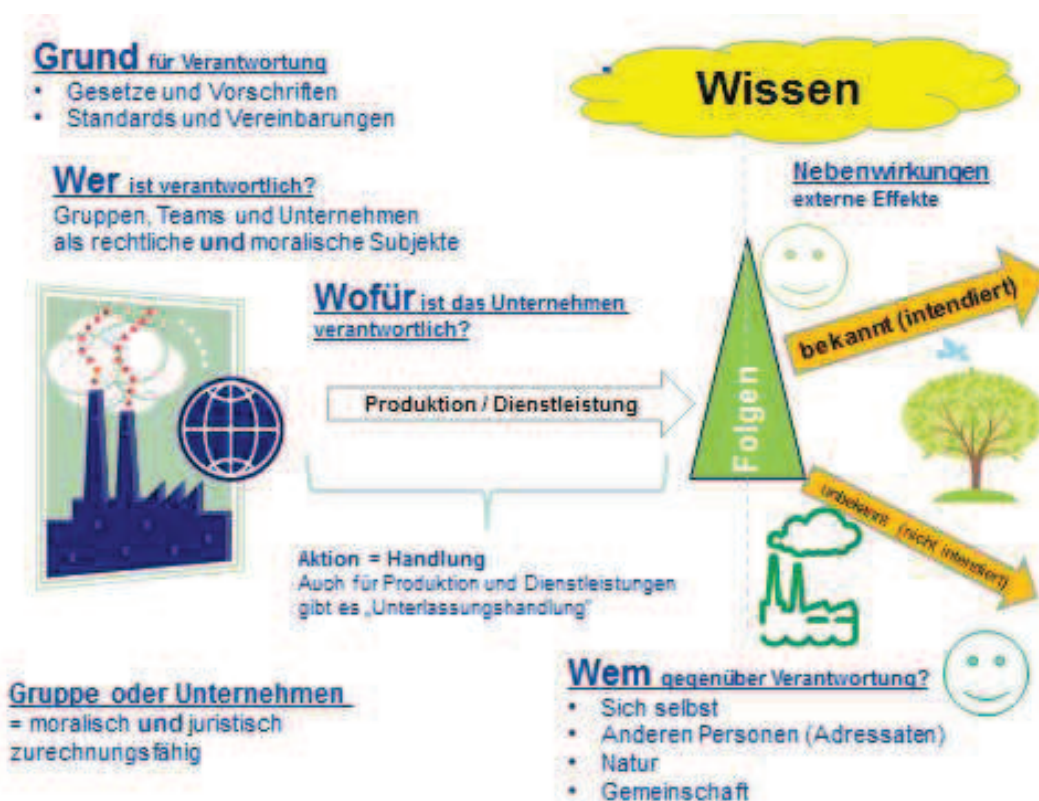 Grund für Verantwortung
• Gesetze und Vorschriften
• Standards und Vereinbarungen
Wissen
Wer ist verantwortlich?
Gruppen, Teams und Unternehmen
als rechtliche und moralische Subjekte
Nebenwirkungen
externe Effekte
Wofür ist das Unternehmen
verantwortlich?
bekannt (intendiert)
Produktion / Dienstleistung
Folgen
unbekannt (nicht intendiert)
Aktion = Handlung
Auch für Produktion und Dienstleistungen
gibt es „Unterlassungshandlung"
Gruppe oder Unternehmen
= moralisch und juristisch
zurechnungsfähig
Wem gegenüber Verantwortung?
• Sich selbst
• Anderen Personen (Adressaten)
• Natur
• Gemeinschaft